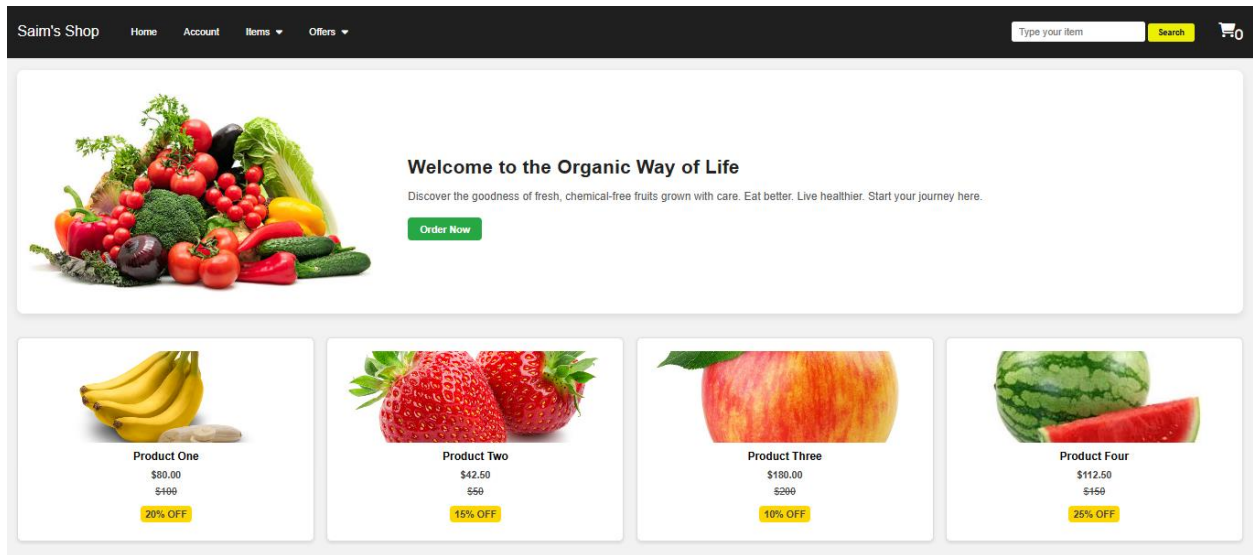 Saim's Shop Home Account Items Offers Type your item Search 0
Welcome to the Organic Way of Life
Discover the goodness of fresh, chemical-free fruits grown with care. Eat better. Live healthier. Start your journey here.
Order Now
Product One
$80.00
$100
20% OFF
Product Two
$42.50
$50
15% OFF
Product Three
$180.00
$200
10% OFF
Product Four
$112.50
$150
25% OFF